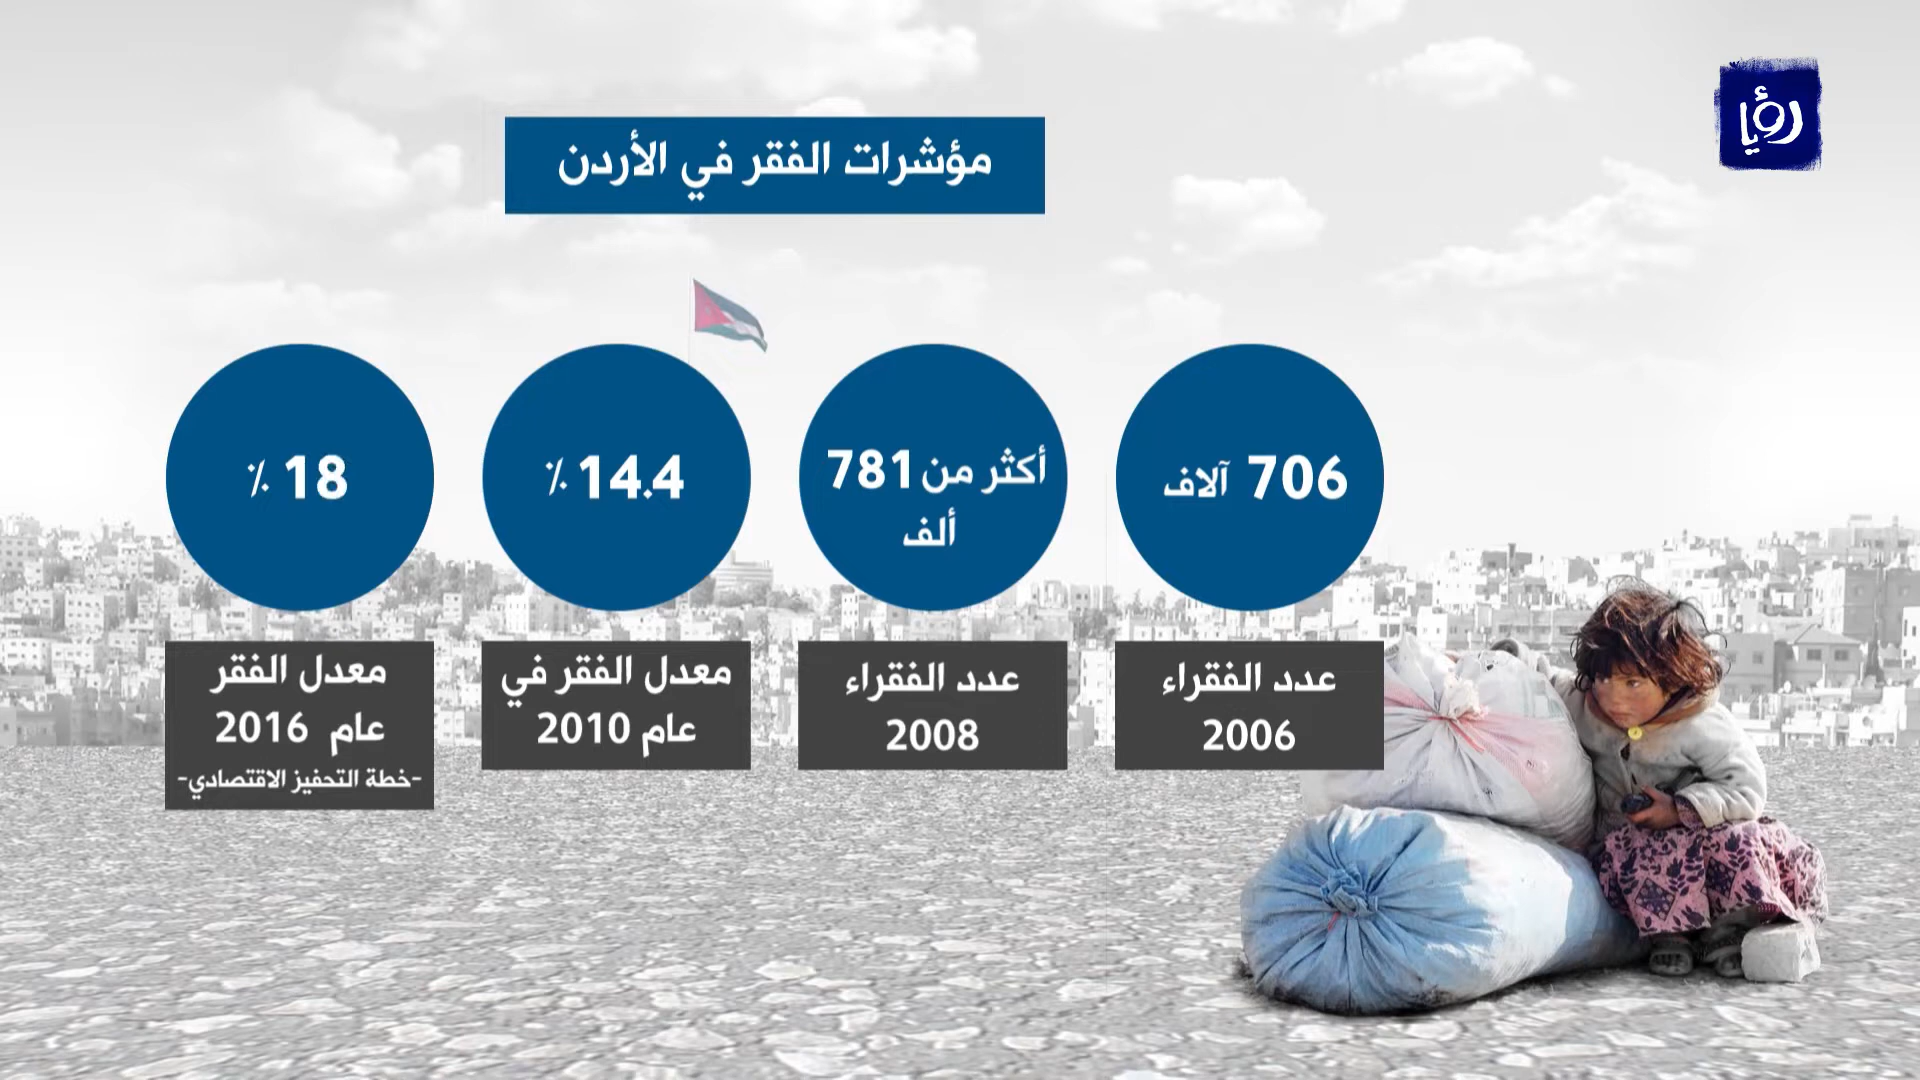 رؤيا
مؤشرات الفقر في الأردن
706 آلاف
عدد الفقراء
2006
أكثر من 781
ألف
عدد الفقراء
2008
14.4 ٪
معدل الفقر في
عام 2010
18 ٪
معدل الفقر
عام 2016
-خطة التحفيز الاقتصادي-